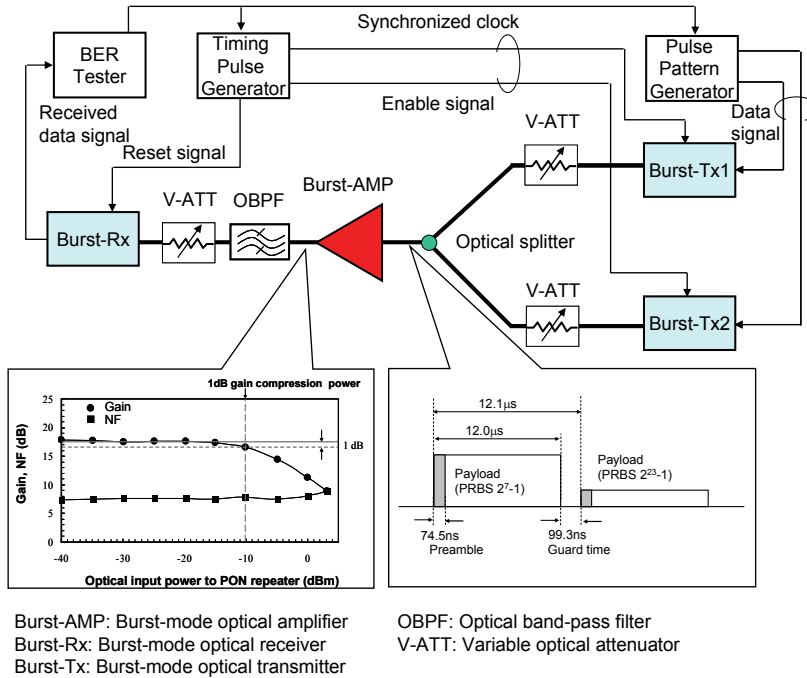 Synchronized clock
BER
Tester
Timing
Pulse
Generator
Pulse
Pattern
Generator
Received
data signal
Enable signal
Data
signal
Reset signal
V-ATT
Burst-Tx1
V-ATT
OBPF
Burst-AMP
Burst-Rx
Optical splitter
V-ATT
Burst-Tx2
1dB gain compression power
25
20
15
10
5
0
Gain, NF (dB)
Gain
NF
1 dB
-40
-30
-20
-10
0
Optical input power to PON repeater (dBm)
12.1μs
12.0μs
Payload
(PRBS 2⁷-1)
Payload
(PRBS 2²³-1)
74.5ns
Preamble
99.3ns
Guard time
Burst-AMP: Burst-mode optical amplifier
Burst-Rx: Burst-mode optical receiver
Burst-Tx: Burst-mode optical transmitter
OBPF: Optical band-pass filter
V-ATT: Variable optical attenuator